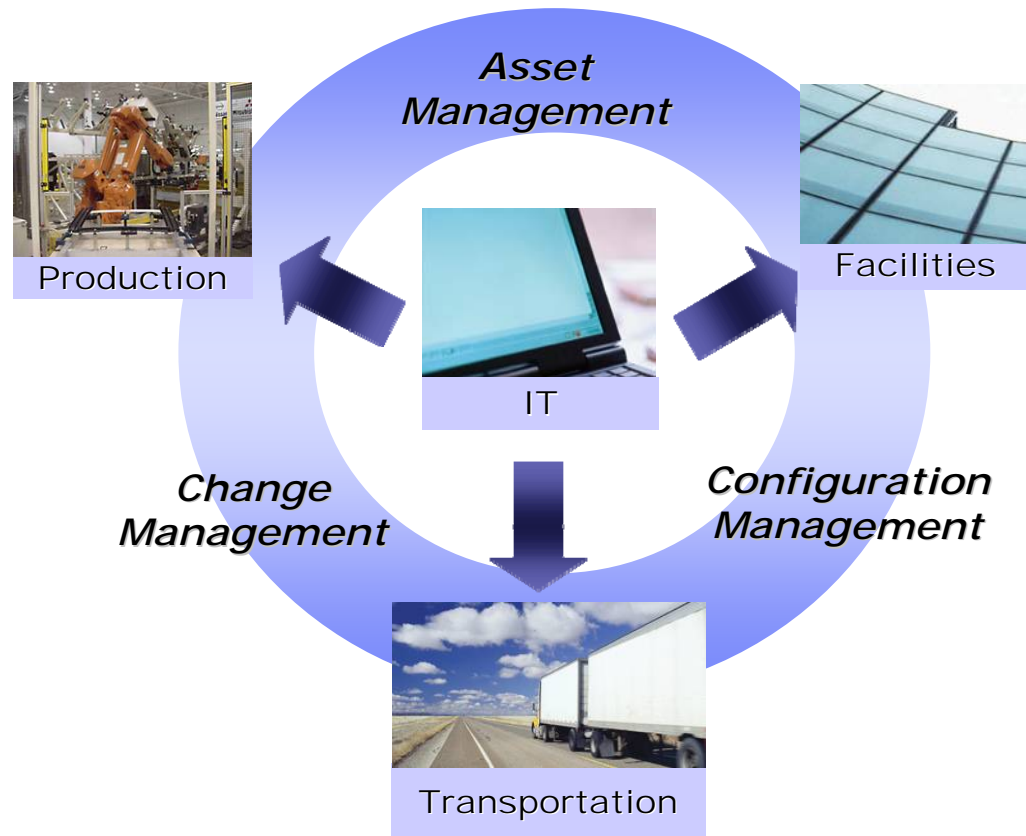 Asset
Management
Production
Facilities
IT
Change
Management
Configuration
Management
Transportation